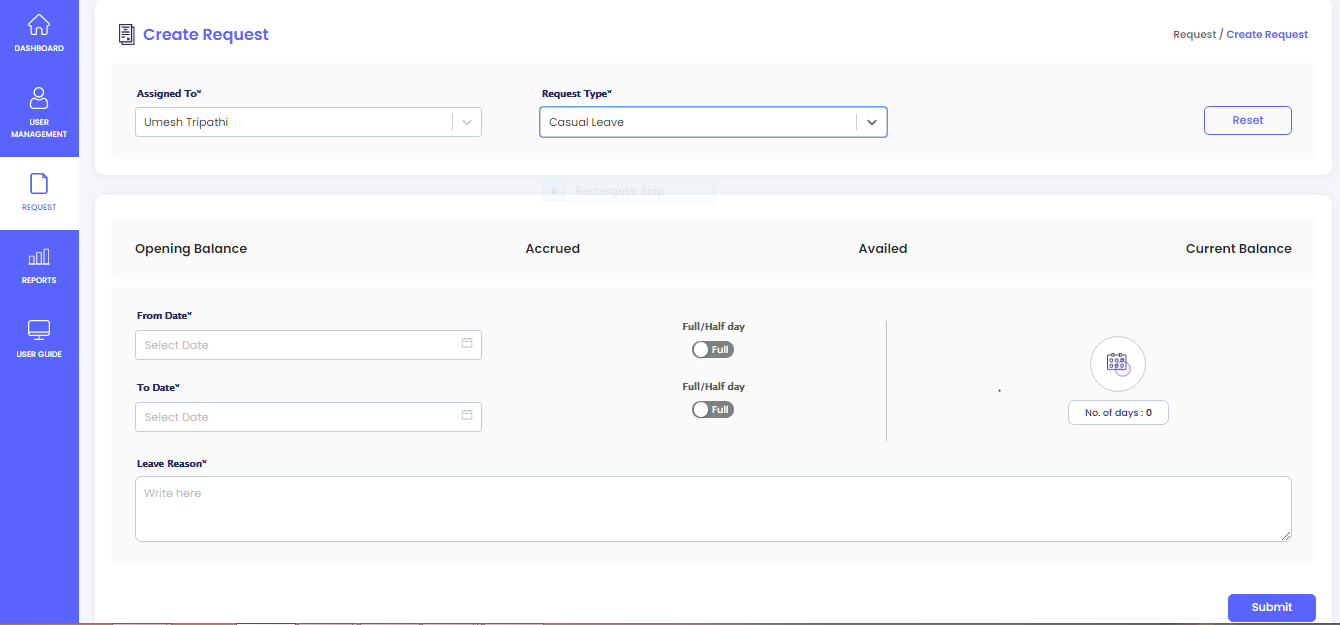 DASHBOARD
USER
MANAGEMENT
REQUEST
REPORTS
USER GUIDE
Create Request
Request / Create Request
Assigned To*
Umesh Tripathi
Request Type*
Casual Leave
Reset
Rectangular Snip
Opening Balance
Accrued
Availed
Current Balance
From Date*
Select Date
Full/Half day
Full
To Date*
Select Date
Full/Half day
Full
No. of days : 0
Leave Reason*
Write here
Submit